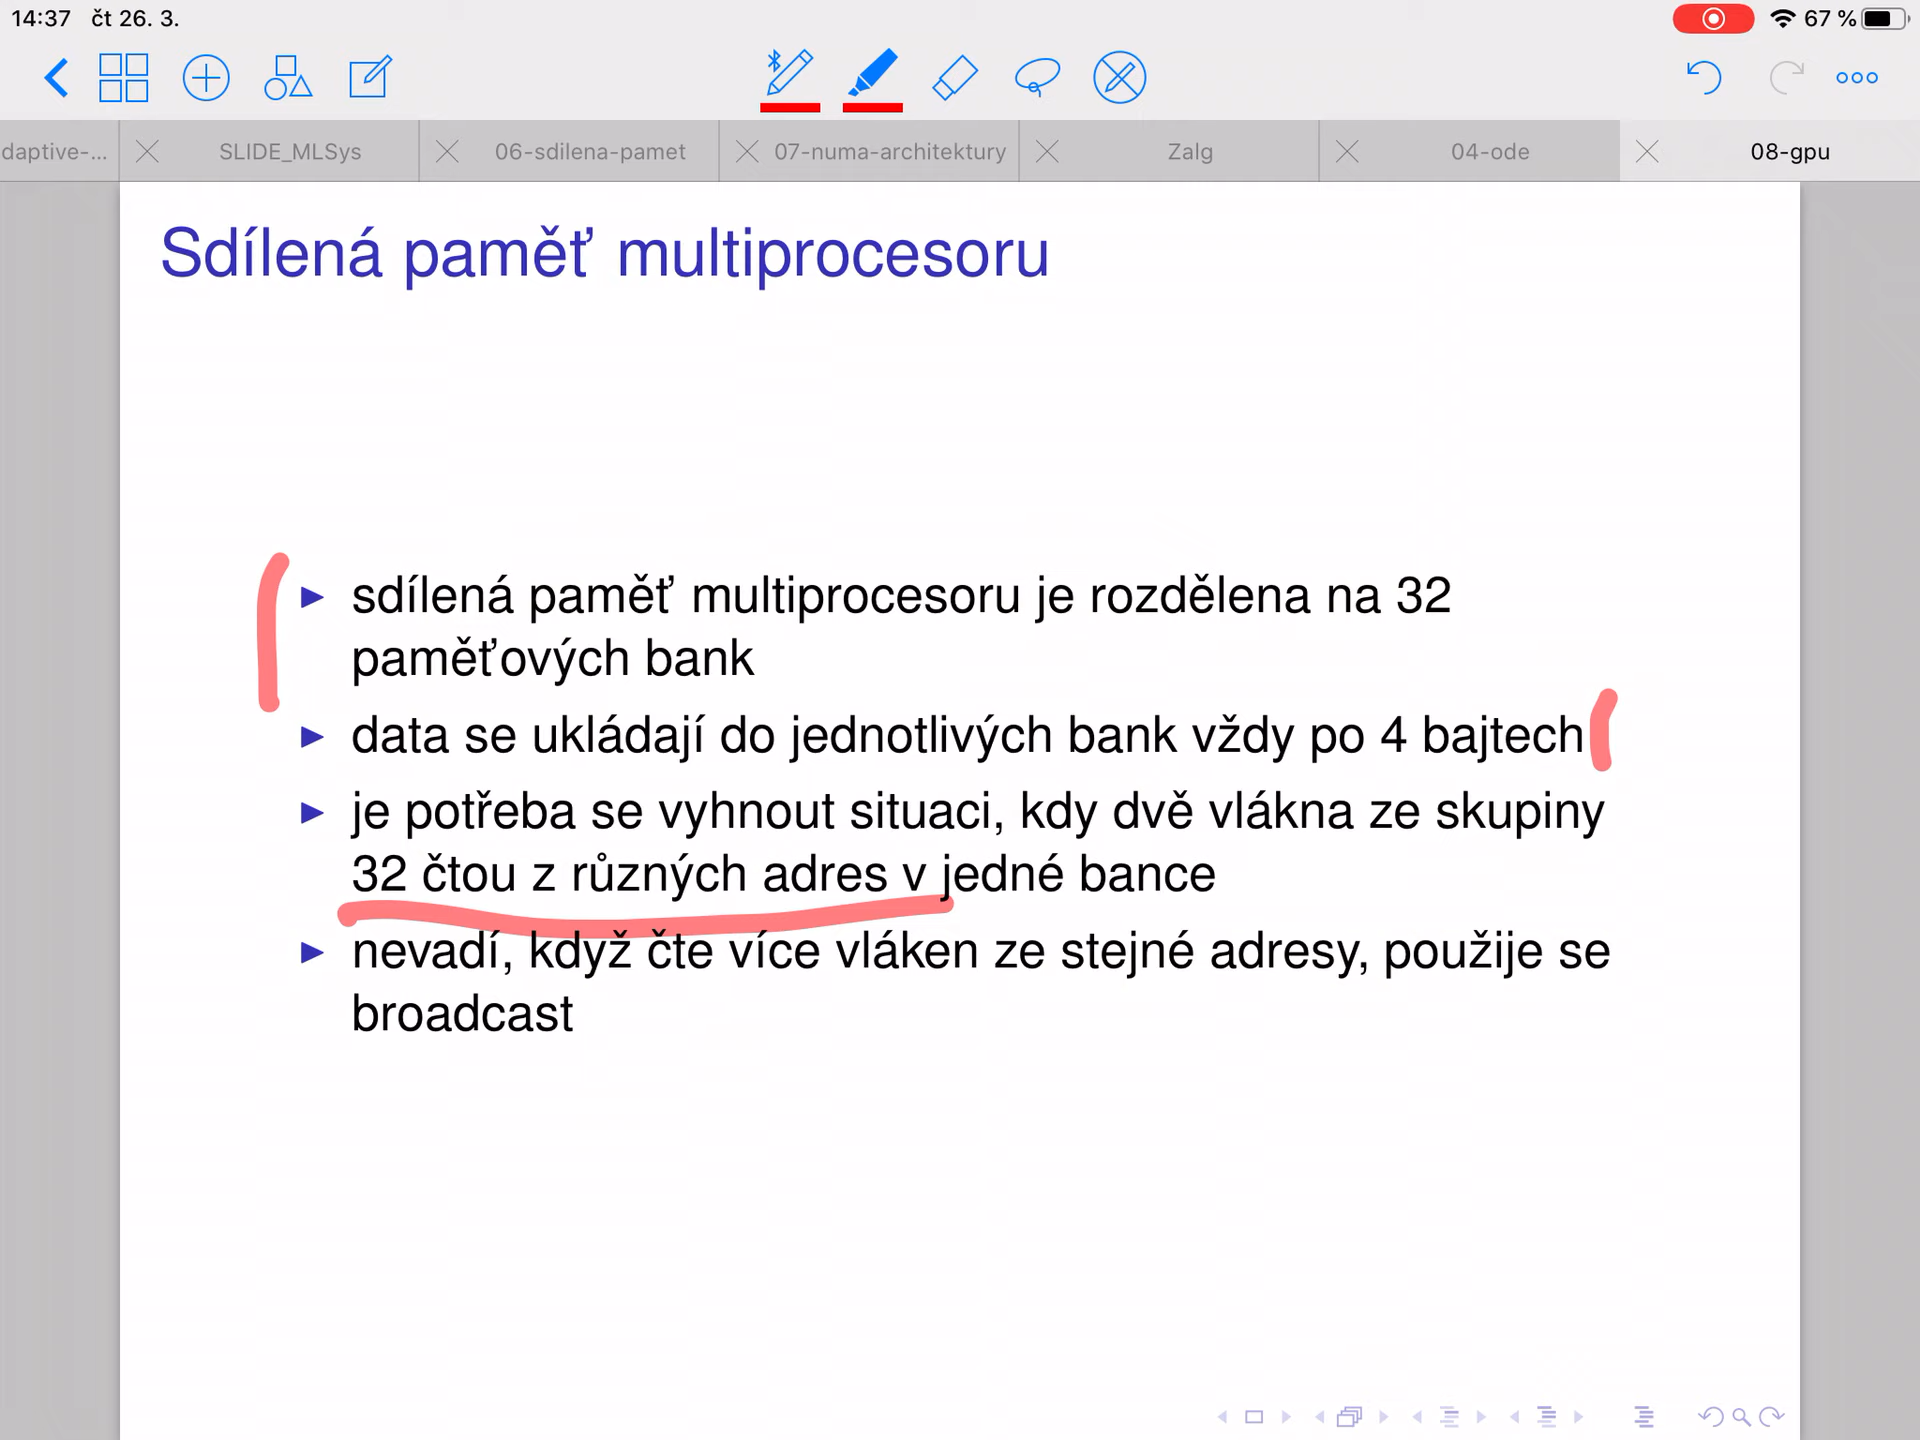 14:37 čt 26. 3.
67 %
daptive-...
SLIDE_MLSys
06-sdilena-pamet
07-numa-architektury
Zalg
04-ode
08-gpu
Sdílená paměť multiprocesoru
sdílená paměť multiprocesoru je rozdělena na 32
paměťových bank
data se ukládají do jednotlivých bank vždy po 4 bajtech
je potřeba se vyhnout situaci, kdy dvě vlákna ze skupiny
32 čtou z různých adres v jedné bance
nevadí, když čte více vláken ze stejné adresy, použije se
broadcast